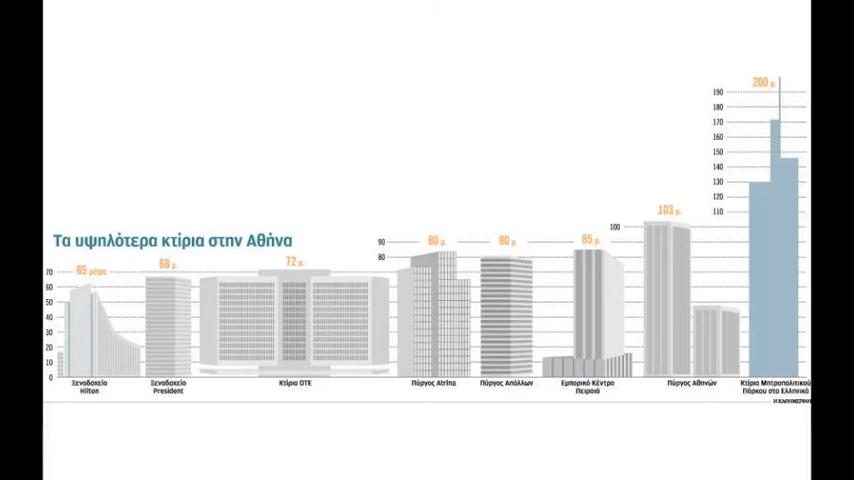 200 μ.
190
180
170
160
150
140
130
120
110
103 μ.
100
Τα υψηλότερα κτίρια στην Αθήνα
90
80
80 μ.
80 μ.
85 μ.
72 μ.
68 μ.
65 μέτρα
70
60
50
40
30
20
10
0
Ξενοδοχείο
Hilton
Ξενοδοχείο
President
Κτίριο ΟΤΕ
Πύργος Atrina
Πύργος Απόλλων
Εμπορικό Κέντρο
Πειραιά
Πύργος Αθηνών
Κτίρια Μητροπολιτικού
Πάρκου στο Ελληνικό
Η ΚΑΘΗΜΕΡΙΝΗ